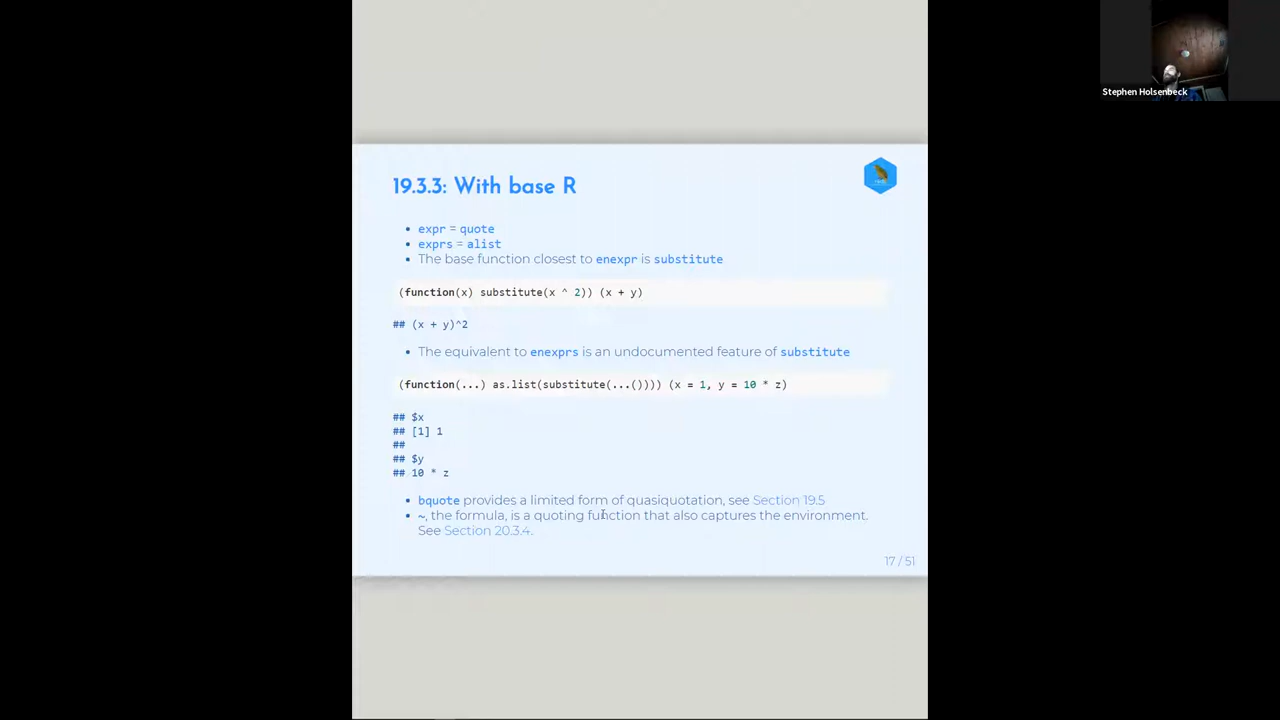 Stephen Holsenbeck
19.3.3: With base R
• expr = quote
• exprs = alist
• The base function closest to enexpr is substitute
(function(x) substitute(x ^ 2)) (x + y)
## (x + y)^2
• The equivalent to enexprs is an undocumented feature of substitute
(function(...) as.list(substitute(...()))) (x = 1, y = 10 * z)
## $x
## [1] 1
##
## $y
## 10 * z
• bquote provides a limited form of quasiquotation, see Section 19.5
• ~, the formula, is a quoting function that also captures the environment.
See Section 20.3.4.
17 / 51